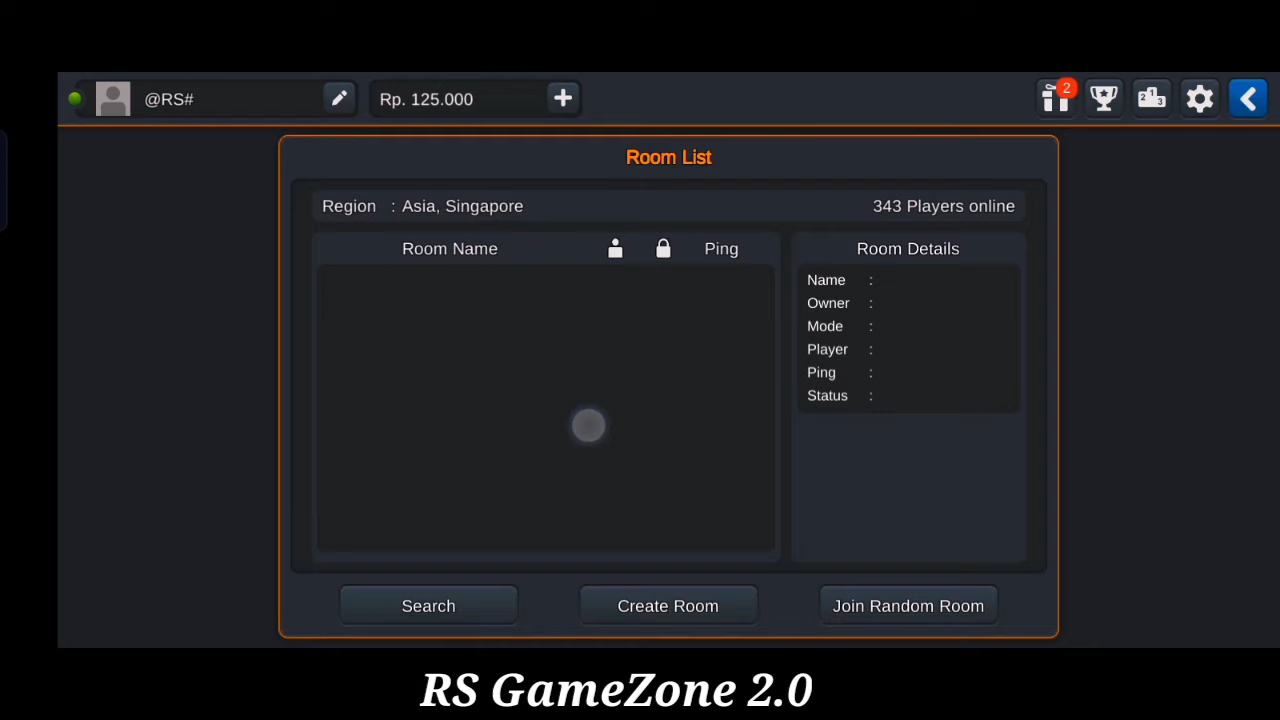 @RS#
Rp. 125.000
2
Room List
Region : Asia, Singapore
343 Players online
Room Name
Ping
Room Details
Name :
Owner :
Mode :
Player :
Ping :
Status :
Search
Create Room
Join Random Room
RS GameZone 2.0